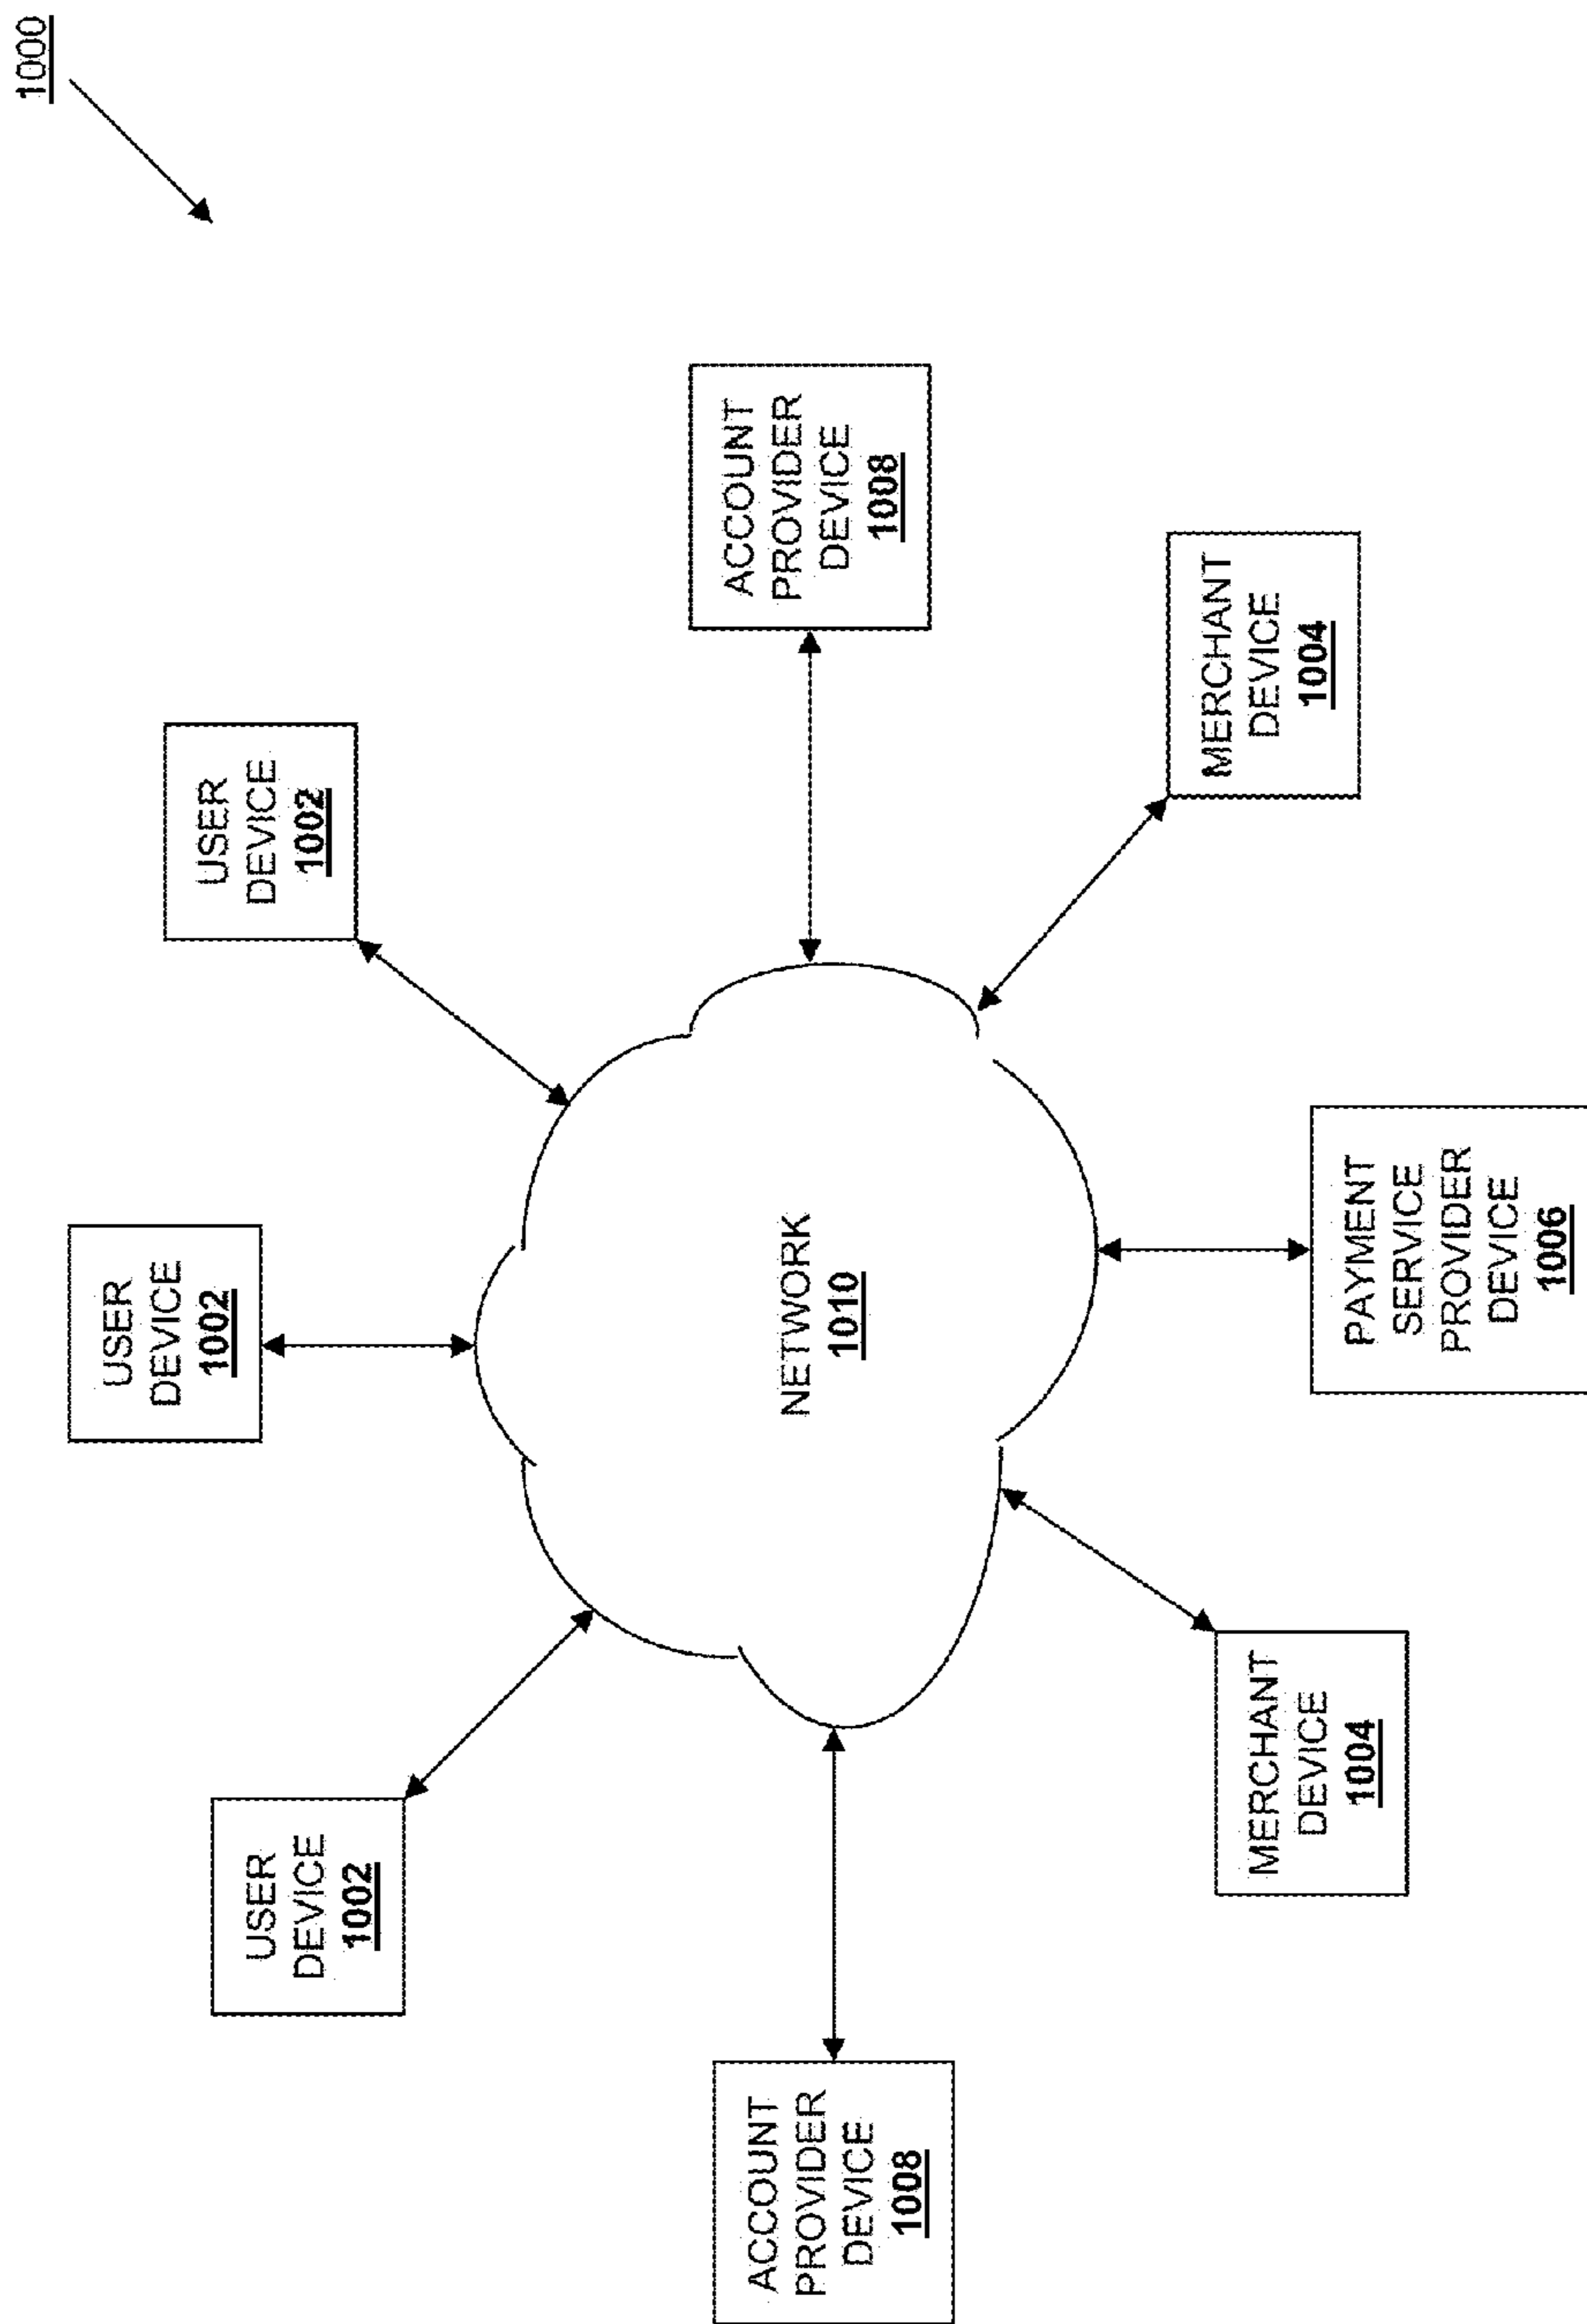 1000
USER
DEVICE
1002
USER
DEVICE
1002
USER
DEVICE
1002
ACCOUNT
PROVIDER
DEVICE
1008
NETWORK
1010
ACCOUNT
PROVIDER
DEVICE
1008
MERCHANT
DEVICE
1004
PAYMENT
SERVICE
PROVIDER
DEVICE
1006
MERCHANT
DEVICE
1004